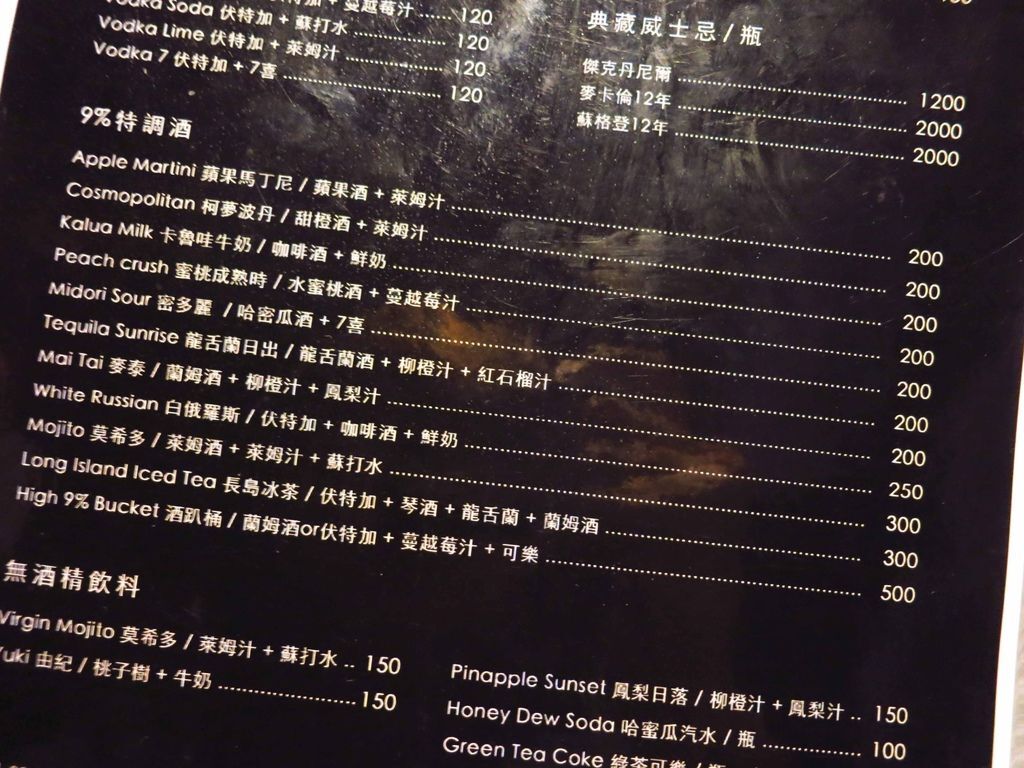 蔓越莓汁 ...... 120
Vodka Soda 伏特加 + 蘇打水 ...... 120
Vodka Lime 伏特加 + 萊姆汁 ...... 120
Vodka 7 伏特加 + 7喜 ...... 120
典藏威士忌/瓶
傑克丹尼爾 ...... 1200
麥卡倫12年 ...... 2000
蘇格登12年 ...... 2000
9%特調酒
Apple Martini 蘋果馬丁尼 / 蘋果酒 + 萊姆汁 ...... 200
Cosmopolitan 柯夢波丹 / 甜橙酒 + 萊姆汁 ...... 200
Kalua Milk 卡魯哇牛奶 / 咖啡酒 + 鮮奶 ...... 200
Peach crush 蜜桃成熟時 / 水蜜桃酒 + 蔓越莓汁 ...... 200
Midori Sour 密多麗 / 哈密瓜酒 + 7喜 ...... 200
Tequila Sunrise 龍舌蘭日出 / 龍舌蘭酒 + 柳橙汁 + 紅石榴汁 ...... 200
Mai Tai 麥泰 / 蘭姆酒 + 柳橙汁 + 鳳梨汁 ...... 200
White Russian 白俄羅斯 / 伏特加 + 咖啡酒 + 鮮奶 ...... 250
Mojito 莫希多 / 萊姆酒 + 萊姆汁 + 蘇打水 ...... 300
Long Island Iced Tea 長島冰茶 / 伏特加 + 琴酒 + 龍舌蘭 + 蘭姆酒 ...... 300
High 9% Bucket 酒趴桶 / 蘭姆酒or伏特加 + 蔓越莓汁 + 可樂 ...... 500
無酒精飲料
Virgin Mojito 莫希多 / 萊姆汁 + 蘇打水 .. 150
Yuki 由紀 / 桃子樹 + 牛奶 ...... 150
Pinapple Sunset 鳳梨日落 / 柳橙汁 + 鳳梨汁 .. 150
Honey Dew Soda 哈蜜瓜汽水 / 瓶 ...... 100
Green Tea Coke 綠茶可樂 / 瓶